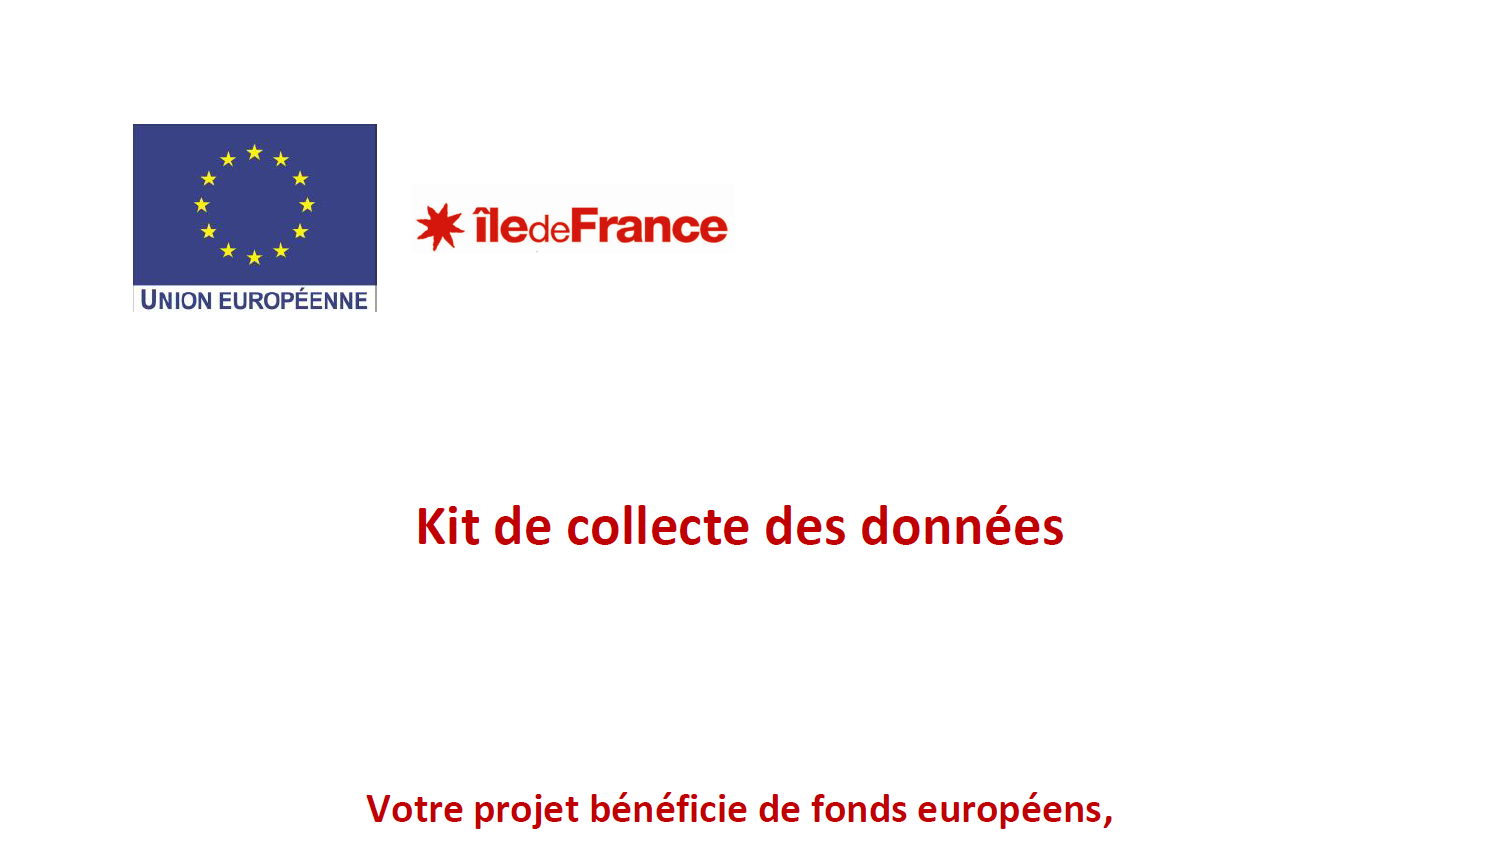 UNION EUROPÉENNE
îledeFrance
Kit de collecte des données
Votre projet bénéficie de fonds européens,